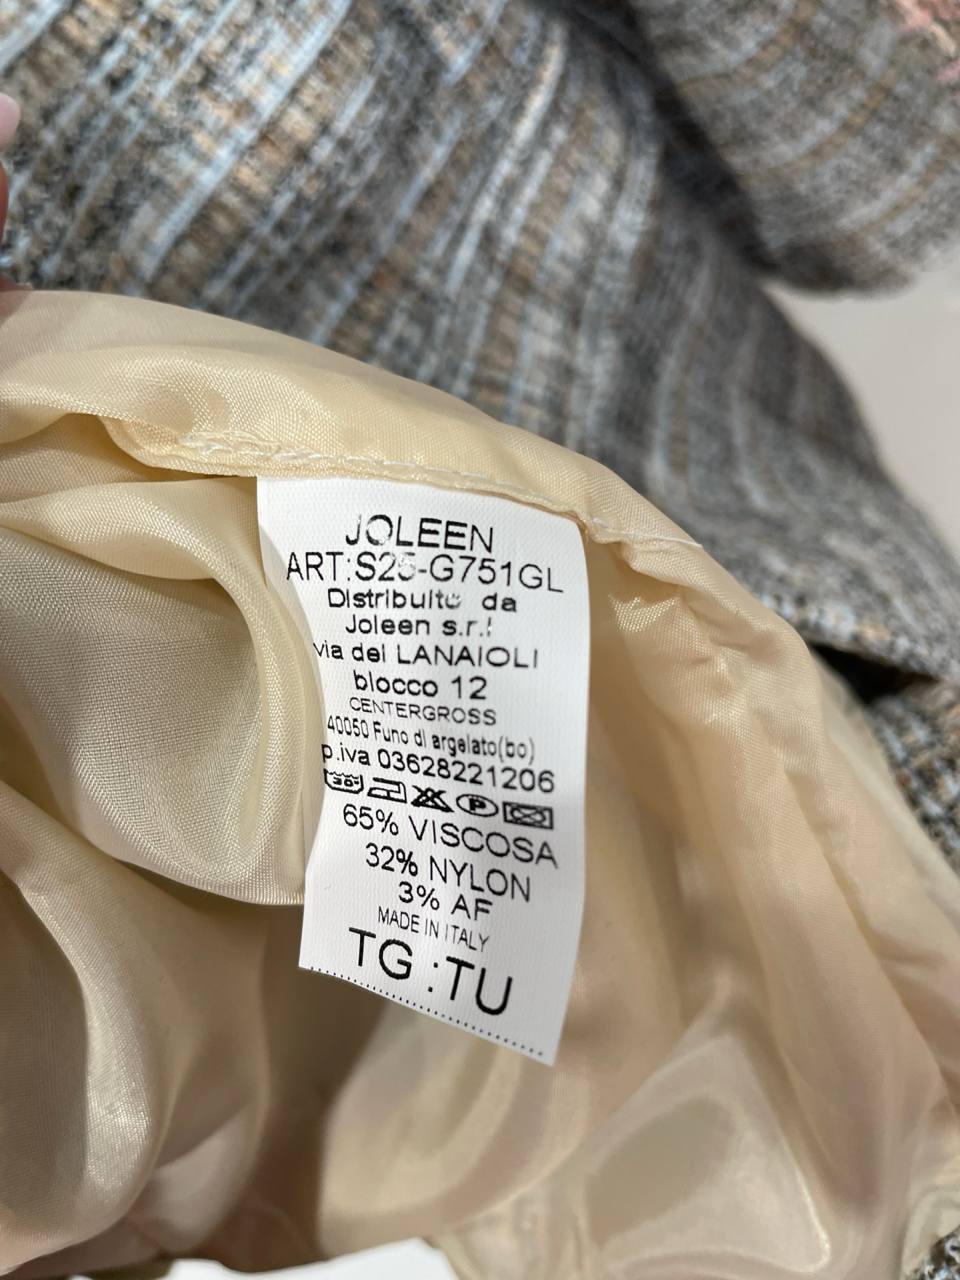 JOLEEN
ART:S25-G751GL
Distribuito da
Joleen s.r.l
via dei LANAIOLI
blocco 12
CENTERGROSS
40050 Funo di argelato(bo)
p.iva 03628221206
P
65% VISCOSA
32% NYLON
3% AF
MADE IN ITALY
TG :TU